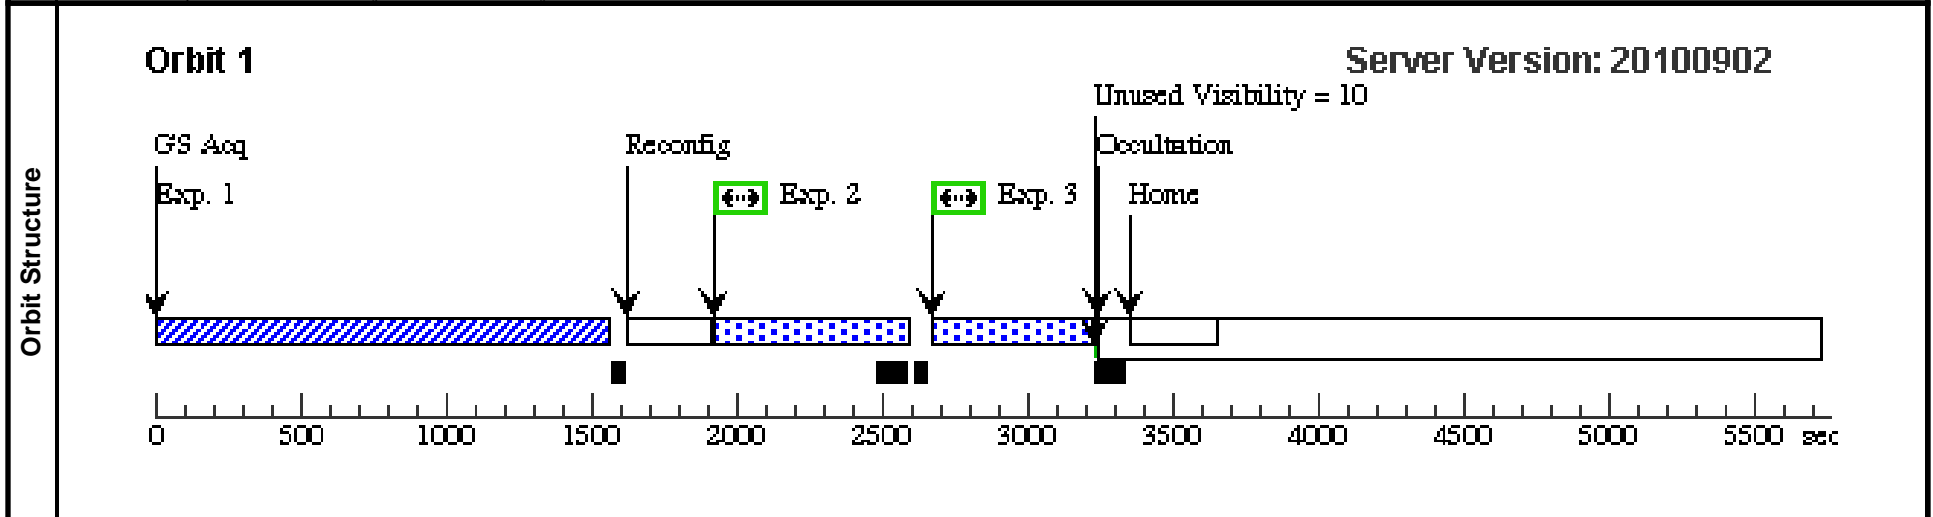 Orbit Structure
Orbit 1
Server Version: 20100902
Unused Visibility = 10
GS Acq
Reconfig
Occultation
Exp. 1
Exp. 2
Exp. 3
Home
0 500 1000 1500 2000 2500 3000 3500 4000 4500 5000 5500 sec